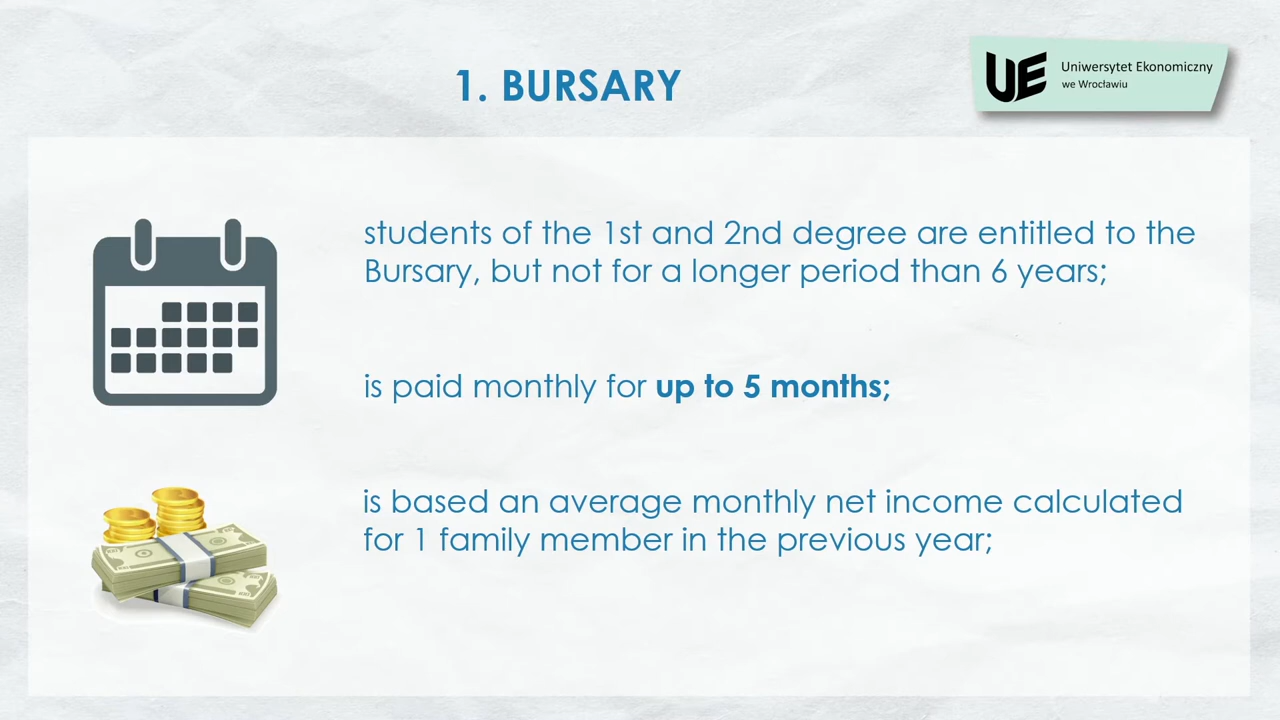 1. BURSARY
UE Uniwersytet Ekonomiczny
we Wrocławiu
students of the 1st and 2nd degree are entitled to the
Bursary, but not for a longer period than 6 years;
is paid monthly for up to 5 months;
is based an average monthly net income calculated
for 1 family member in the previous year;